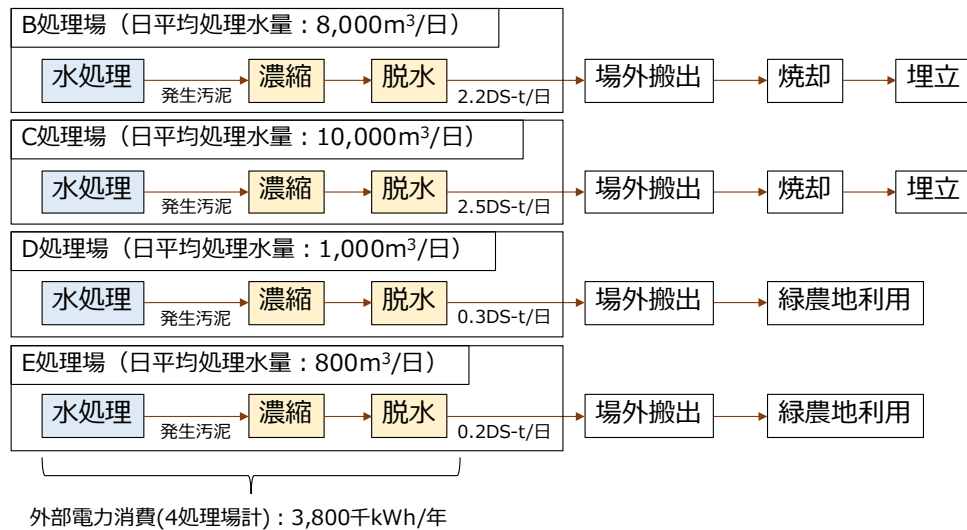 B処理場（日平均処理水量：8,000m³/日）
水処理 発生汚泥 濃縮 脱水 2.2DS-t/日 場外搬出 焼却 埋立
C処理場（日平均処理水量：10,000m³/日）
水処理 発生汚泥 濃縮 脱水 2.5DS-t/日 場外搬出 焼却 埋立
D処理場（日平均処理水量：1,000m³/日）
水処理 発生汚泥 濃縮 脱水 0.3DS-t/日 場外搬出 緑農地利用
E処理場（日平均処理水量：800m³/日）
水処理 発生汚泥 濃縮 脱水 0.2DS-t/日 場外搬出 緑農地利用
外部電力消費(4処理場計)：3,800千kWh/年